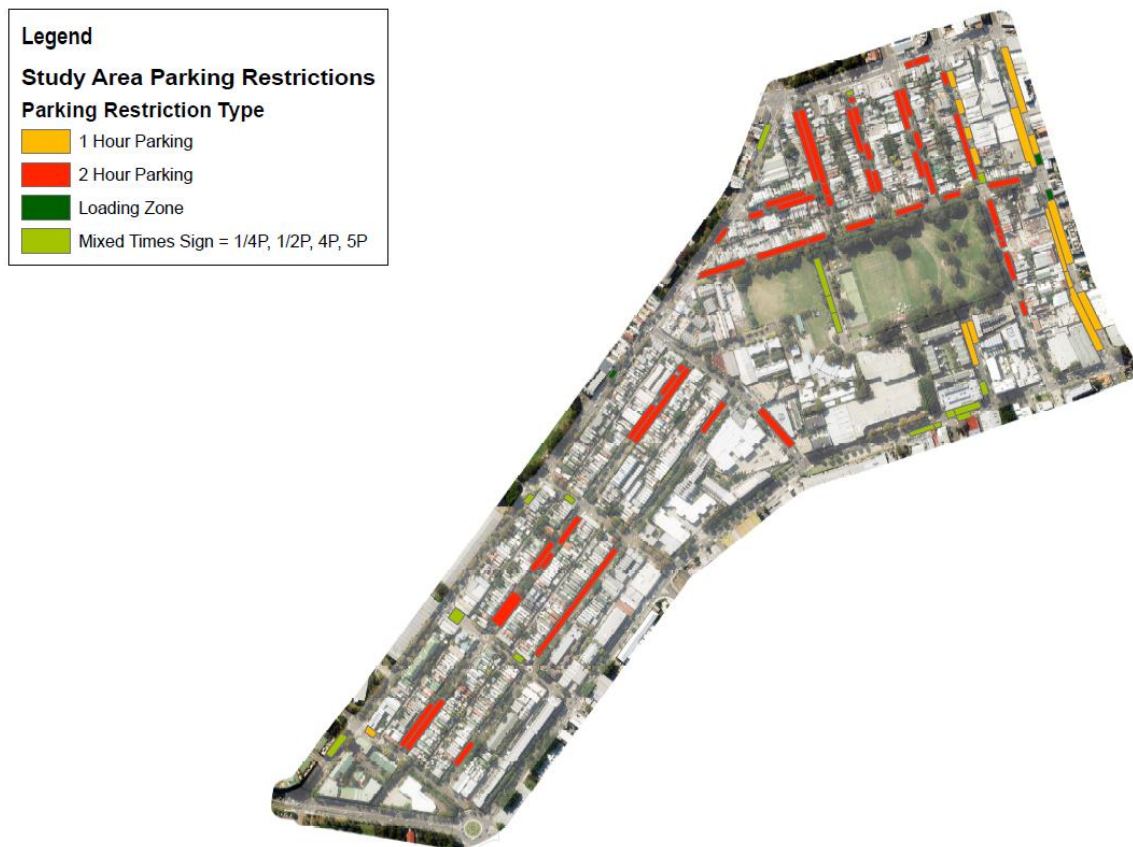 Legend
Study Area Parking Restrictions
Parking Restriction Type
1 Hour Parking
2 Hour Parking
Loading Zone
Mixed Times Sign = 1/4P, 1/2P, 4P, 5P